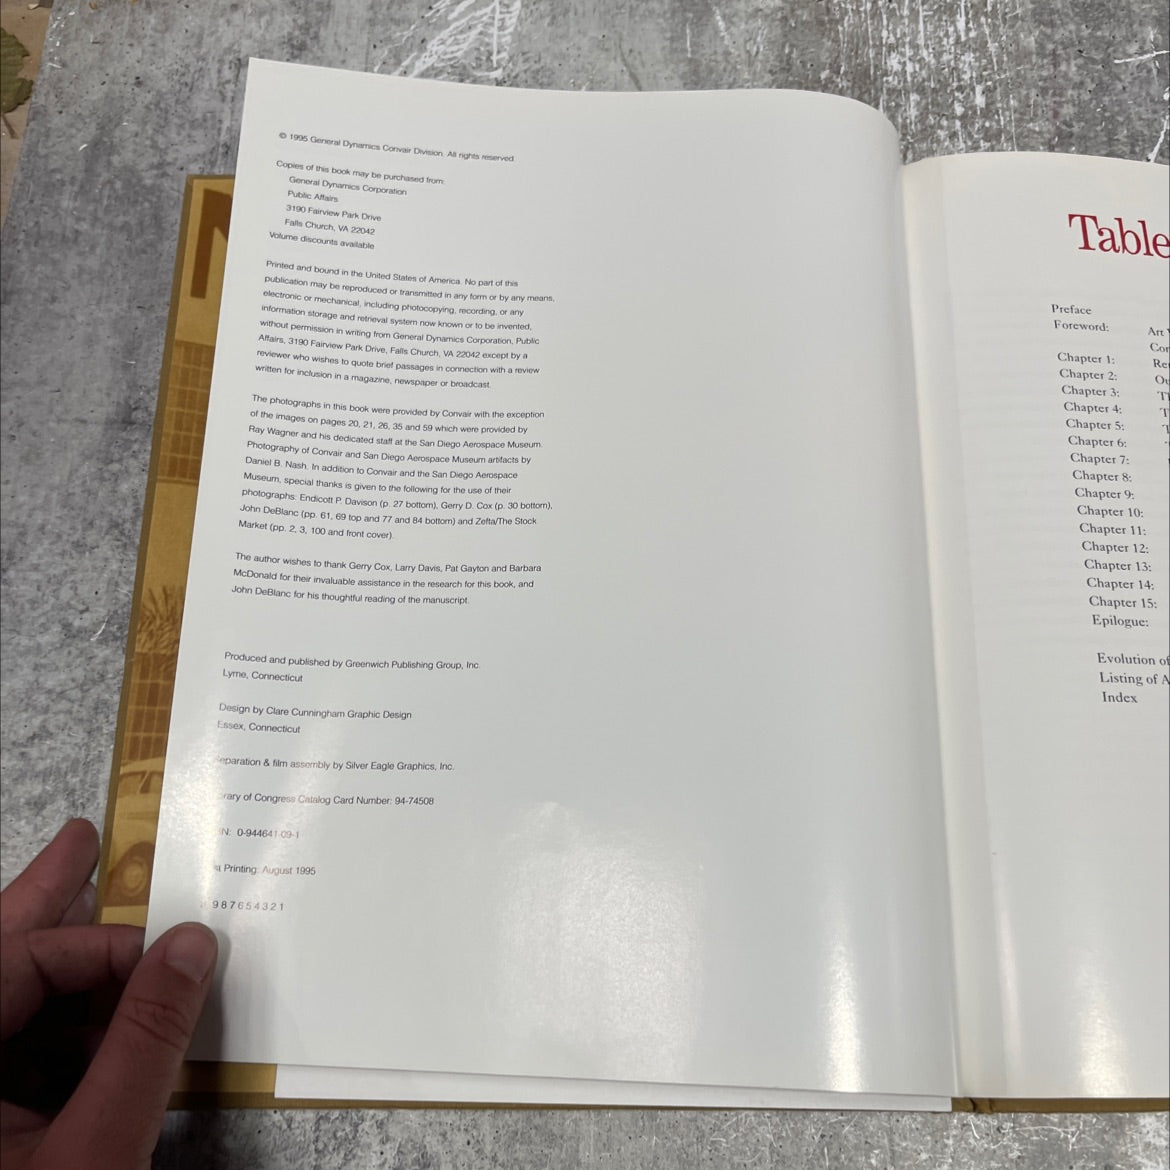 © 1995 General Dynamics Convair Division. All rights reserved
Copies of this book may be purchased from:
General Dynamics Corporation
Public Affairs
3190 Fairview Park Drive
Falls Church, VA 22042
Volume discounts available
Printed and bound in the United States of America. No part of this
publication may be reproduced or transmitted in any form or by any means,
electronic or mechanical, including photocopying, recording, or any
information storage and retrieval system now known or to be invented,
without permission in writing from General Dynamics Corporation, Public
Affairs, 3190 Fairview Park Drive, Falls Church, VA 22042 except by a
reviewer who wishes to quote brief passages in connection with a review
written for inclusion in a magazine, newspaper or broadcast.
The photographs in this book were provided by Convair with the exception
of the images on pages 20, 21, 26, 35 and 59 which were provided by
Ray Wagner and his dedicated staff at the San Diego Aerospace Museum.
Photography of Convair and San Diego Aerospace Museum artifacts by
Daniel B. Nash. In addition to Convair and the San Diego Aerospace
Museum, special thanks is given to the following for the use of their
photographs: Endicott P. Davison (p. 27 bottom), Gerry D. Cox (p. 30 bottom),
John DeBlanc (pp. 61, 69 top and 77 and 84 bottom) and Zefta/The Stock
Market (pp. 2, 3, 100 and front cover).
The author wishes to thank Gerry Cox, Larry Davis, Pat Gayton and Barbara
McDonald for their invaluable assistance in the research for this book, and
John DeBlanc for his thoughtful reading of the manuscript.
Produced and published by Greenwich Publishing Group, Inc.
Lyme, Connecticut
Design by Clare Cunningham Graphic Design
Essex, Connecticut
eparation & film assembly by Silver Eagle Graphics, Inc.
rary of Congress Catalog Card Number: 94-74508
N: 0-944641-09-1
st Printing: August 1995
9 8 7 6 5 4 3 2 1
Table
Preface
Foreword: Art
Cor
Chapter 1: Re
Chapter 2: Ou
Chapter 3: Tl
Chapter 4: T
Chapter 5:
Chapter 6:
Chapter 7:
Chapter 8:
Chapter 9:
Chapter 10:
Chapter 11:
Chapter 12:
Chapter 13:
Chapter 14:
Chapter 15:
Epilogue:
Evolution of
Listing of A
Index